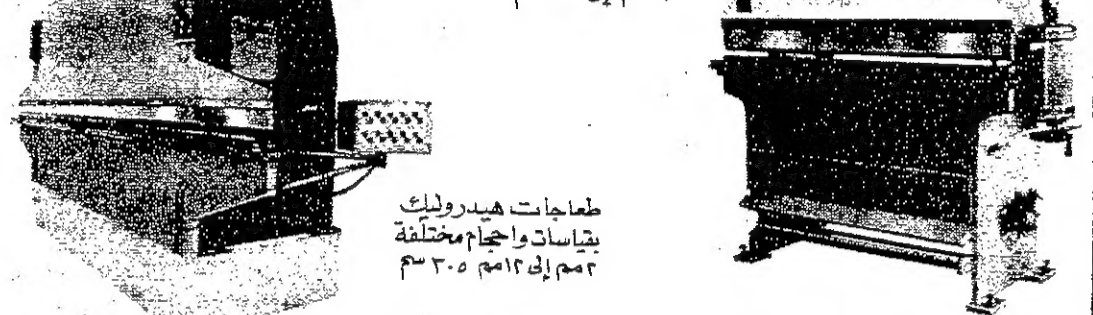 طعاجات هيدروليك
بقياسات واحجام مختلفة
٢مم إلى ١٢مم ٣٠٥ سم